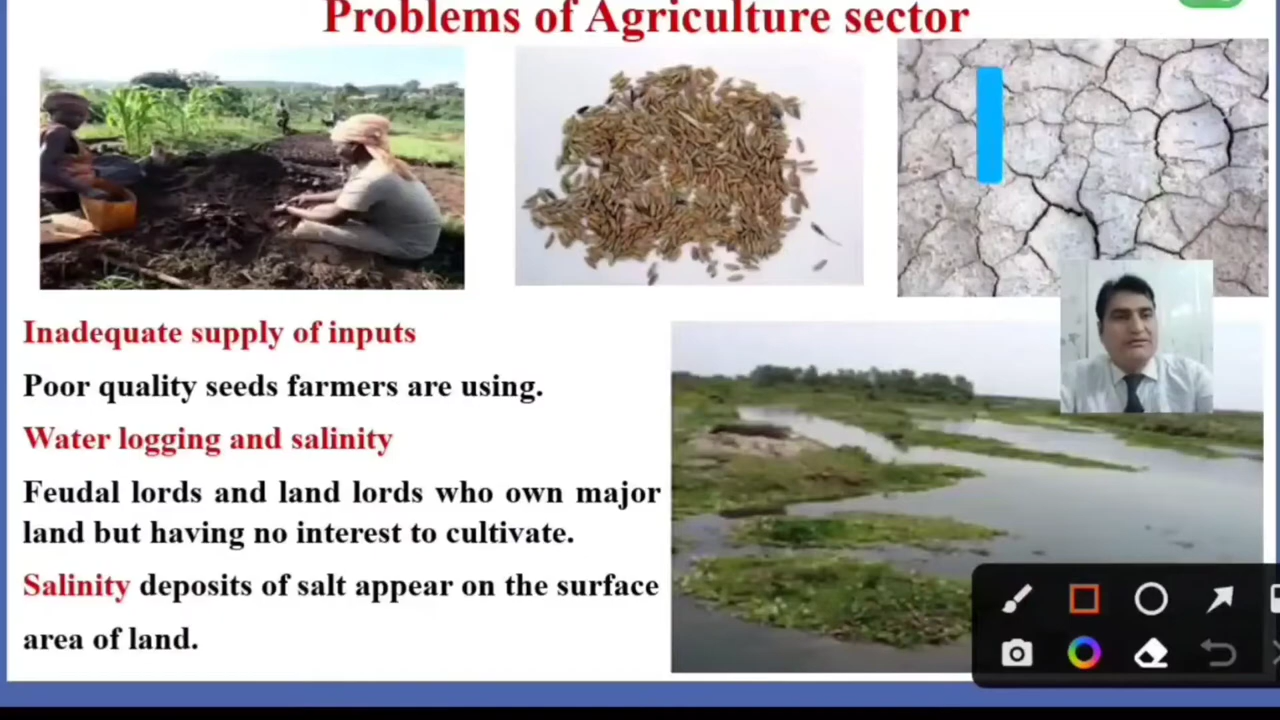 Problems of Agriculture sector
Inadequate supply of inputs
Poor quality seeds farmers are using.
Water logging and salinity
Feudal lords and land lords who own major
land but having no interest to cultivate.
Salinity deposits of salt appear on the surface
area of land.